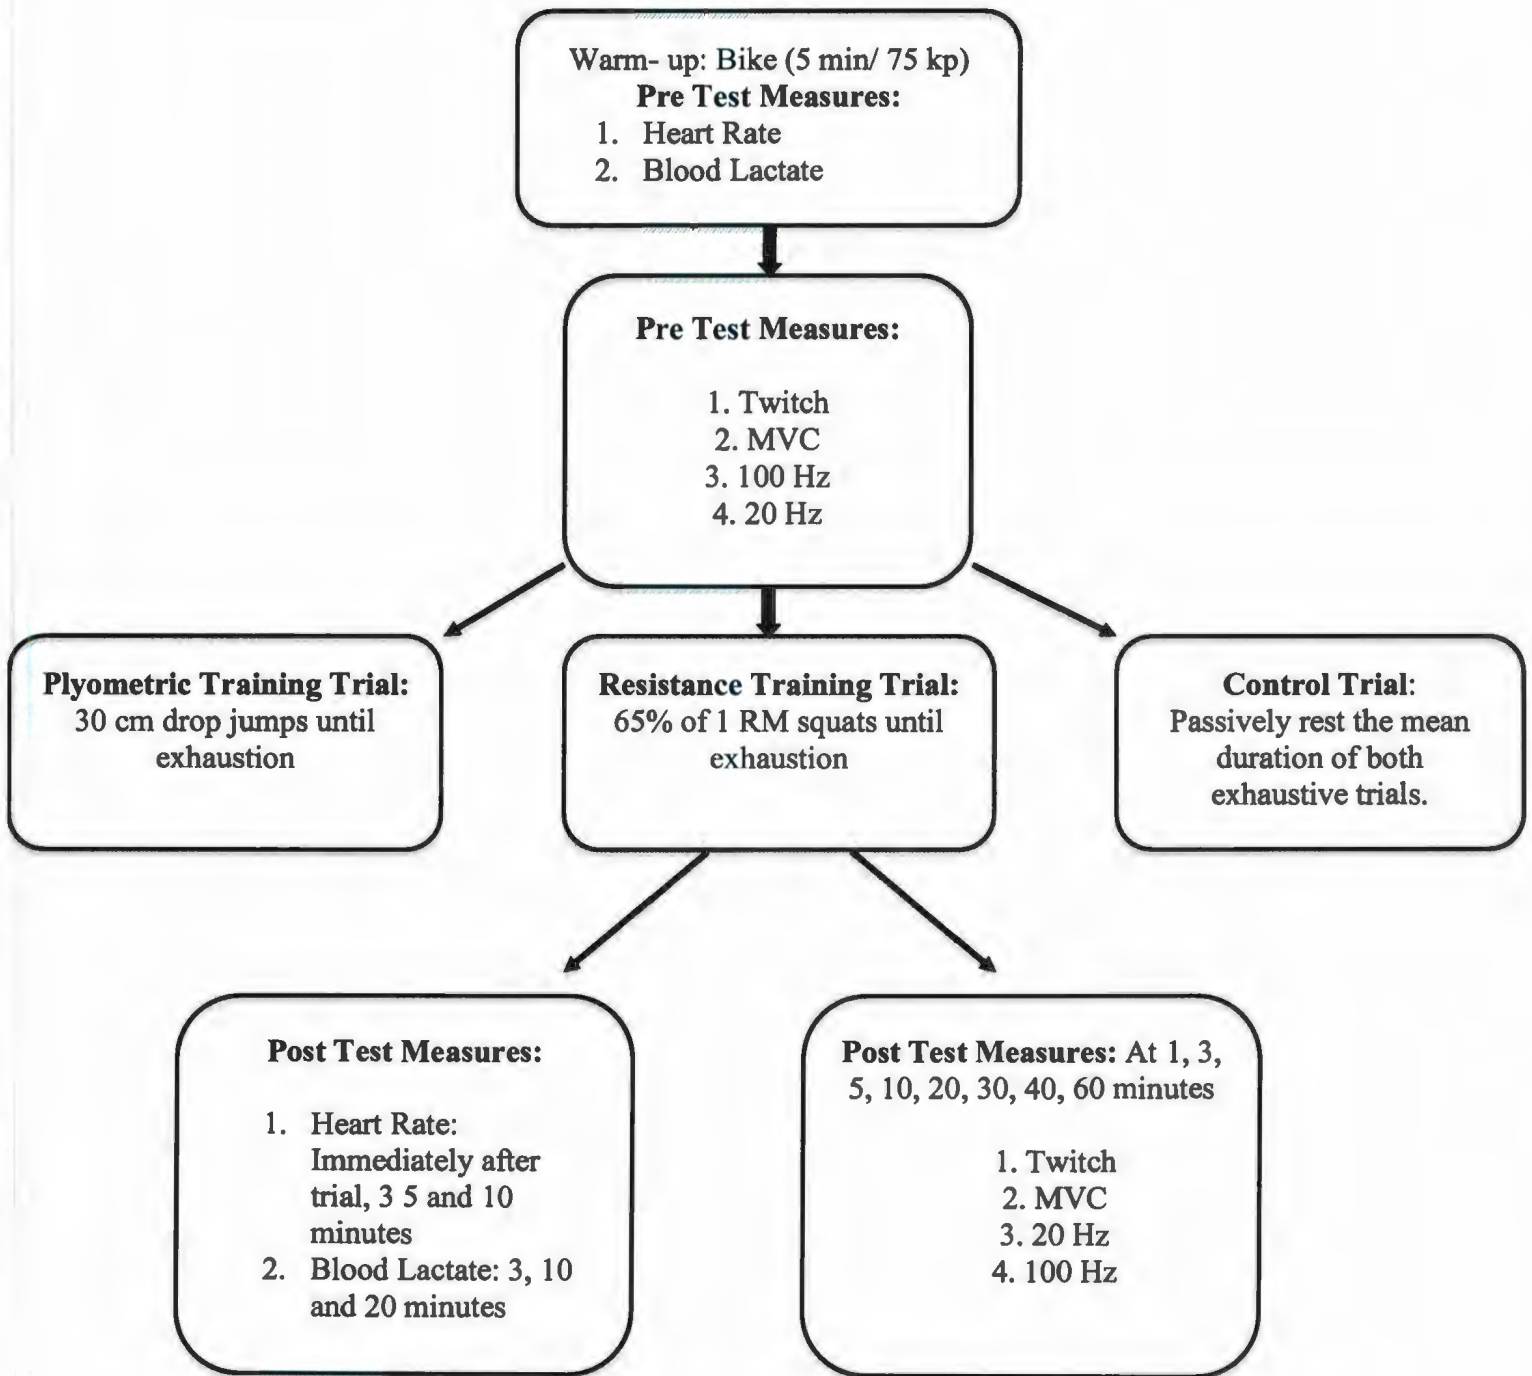 Warm- up: Bike (5 min/ 75 kp)
Pre Test Measures:
1. Heart Rate
2. Blood Lactate
Pre Test Measures:
1. Twitch
2. MVC
3. 100 Hz
4. 20 Hz
Plyometric Training Trial:
30 cm drop jumps until
exhaustion
Resistance Training Trial:
65% of 1 RM squats until
exhaustion
Control Trial:
Passively rest the mean
duration of both
exhaustive trials.
Post Test Measures:
1. Heart Rate:
Immediately after
trial, 3 5 and 10
minutes
2. Blood Lactate: 3, 10
and 20 minutes
Post Test Measures: At 1, 3,
5, 10, 20, 30, 40, 60 minutes
1. Twitch
2. MVC
3. 20 Hz
4. 100 Hz